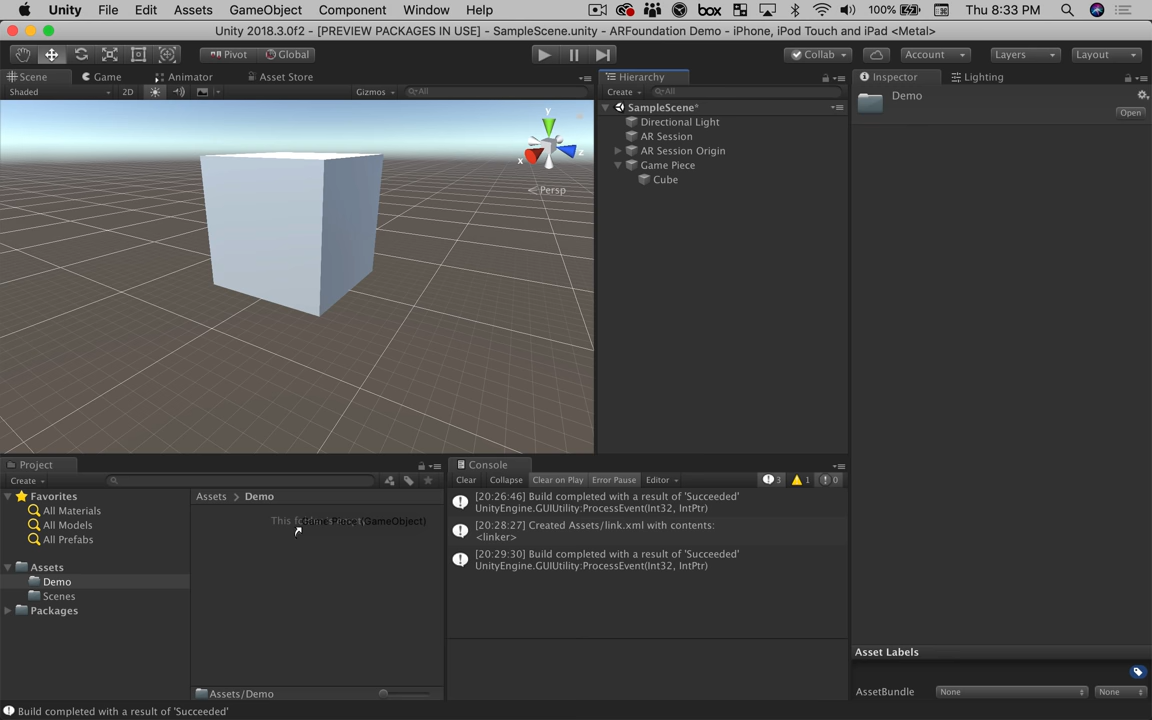 Unity File Edit Assets GameObject Component Window Help box 100% Thu 8:33 PM
Unity 2018.3.0f2 - [PREVIEW PACKAGES IN USE] - SampleScene.unity - ARFoundation Demo - iPhone, iPod Touch and iPad <Metal>
Pivot Global Collab Account Layers Layout
Scene Game Animator Asset Store Hierarchy Inspector Lighting
Shaded 2D Gizmos All Create All Demo
Open
SampleScene*
Directional Light
AR Session
AR Session Origin
Game Piece
Cube
y
x
z
Persp
Project Console
Create Clear Collapse Clear on Play Error Pause Editor 3 1 0
Favorites
All Materials
All Models
All Prefabs
Assets
Demo
Scenes
Packages
Assets > Demo
This Game Piece (GameObject)
Assets/Demo
[20:26:46] Build completed with a result of 'Succeeded'
UnityEngine.GUIUtility:ProcessEvent(Int32, IntPtr)
[20:28:27] Created Assets/link.xml with contents:
<linker>
[20:29:30] Build completed with a result of 'Succeeded'
UnityEngine.GUIUtility:ProcessEvent(Int32, IntPtr)
Asset Labels
AssetBundle None None
Build completed with a result of 'Succeeded'